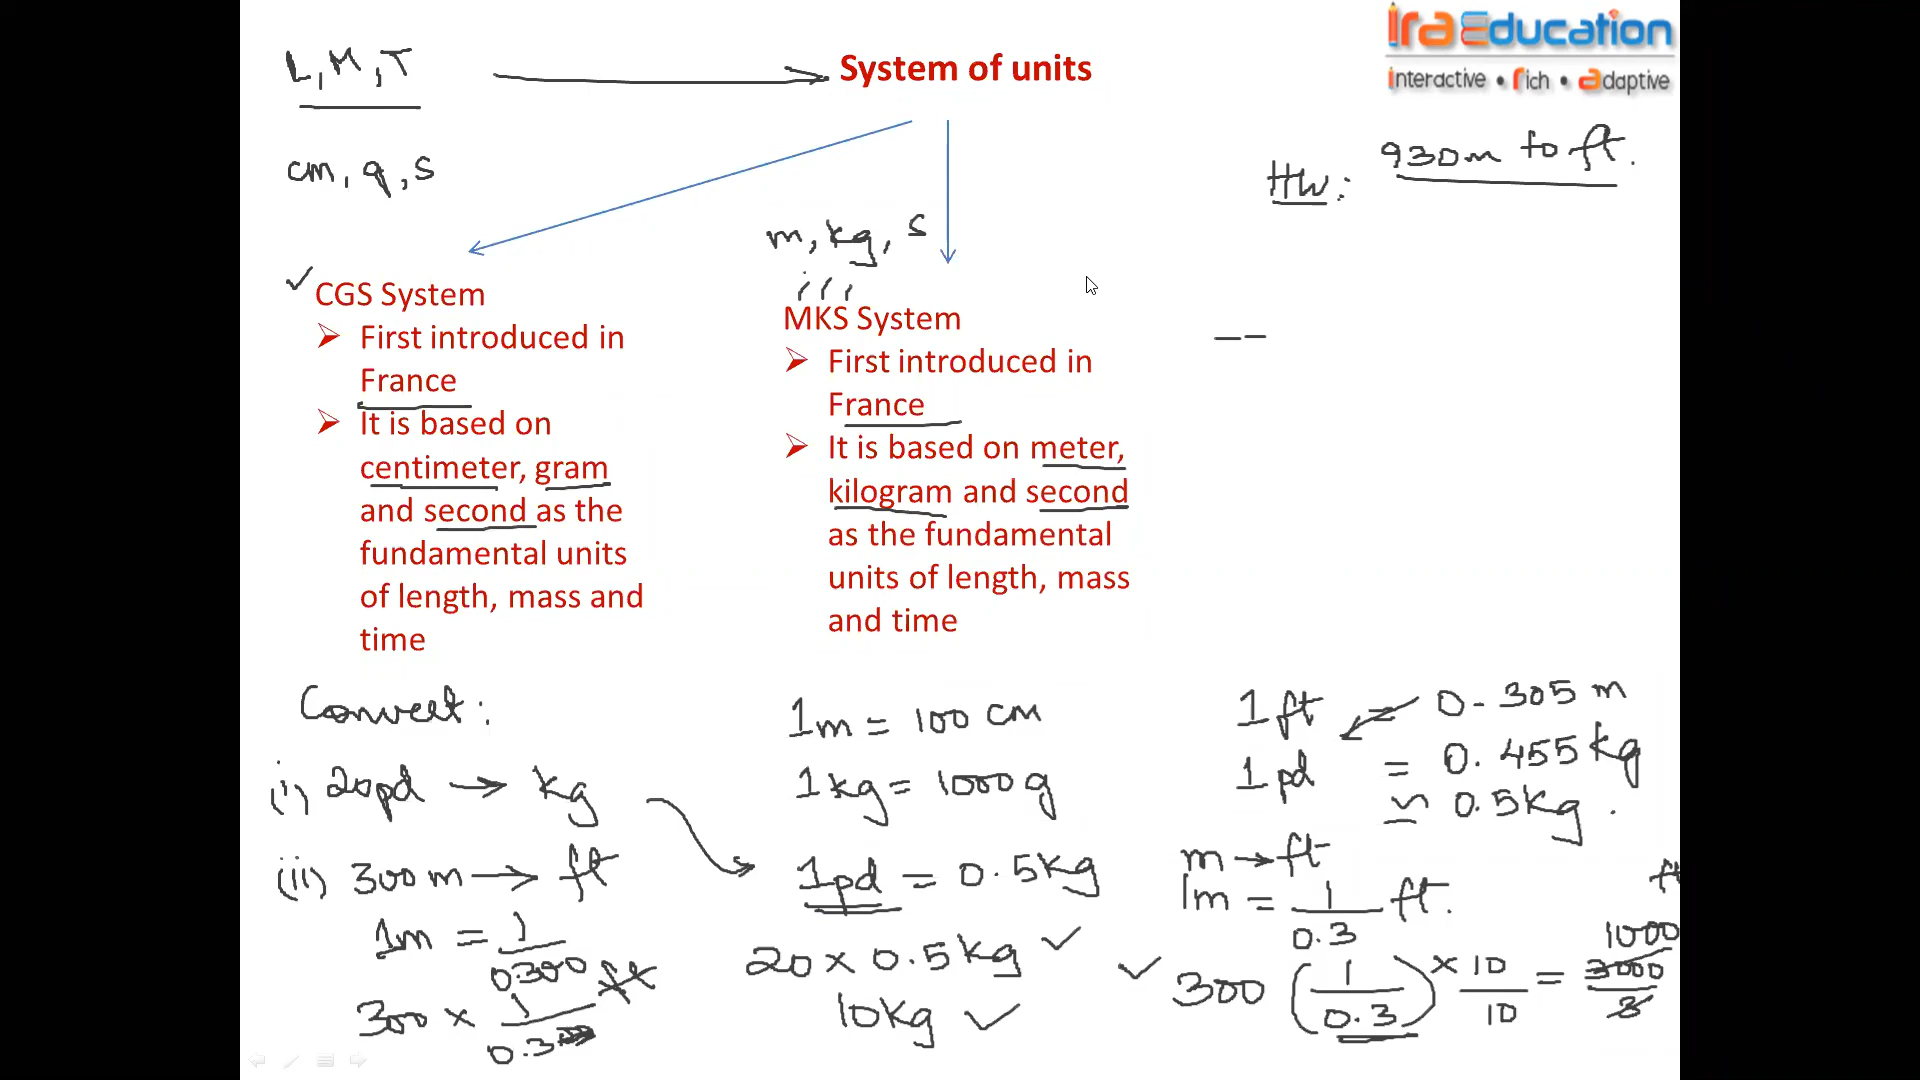 L, M, T
System of units
Ira Education
interactive • rich • adaptive
cm, g, s
HW: 930m to ft.
m, kg, s
CGS System
First introduced in
France
It is based on
centimeter, gram
and second as the
fundamental units
of length, mass and
time
MKS System
First introduced in
France
It is based on meter,
kilogram and second
as the fundamental
units of length, mass
and time
Convert:
(i) 20pd → kg
(ii) 300m → ft
1m = 1/0.300
300 × 1/0.3 ft
1m = 100 cm
1kg = 1000g
1pd = 0.5kg
20 × 0.5kg ✓
10kg ✓
1 ft = 0.305 m
1 pd = 0.455 kg
≃ 0.5kg.
m → ft
1m = 1/0.3 ft.
✓ 300 (1/0.3) × 10/10 = 3000/3 1000 ft